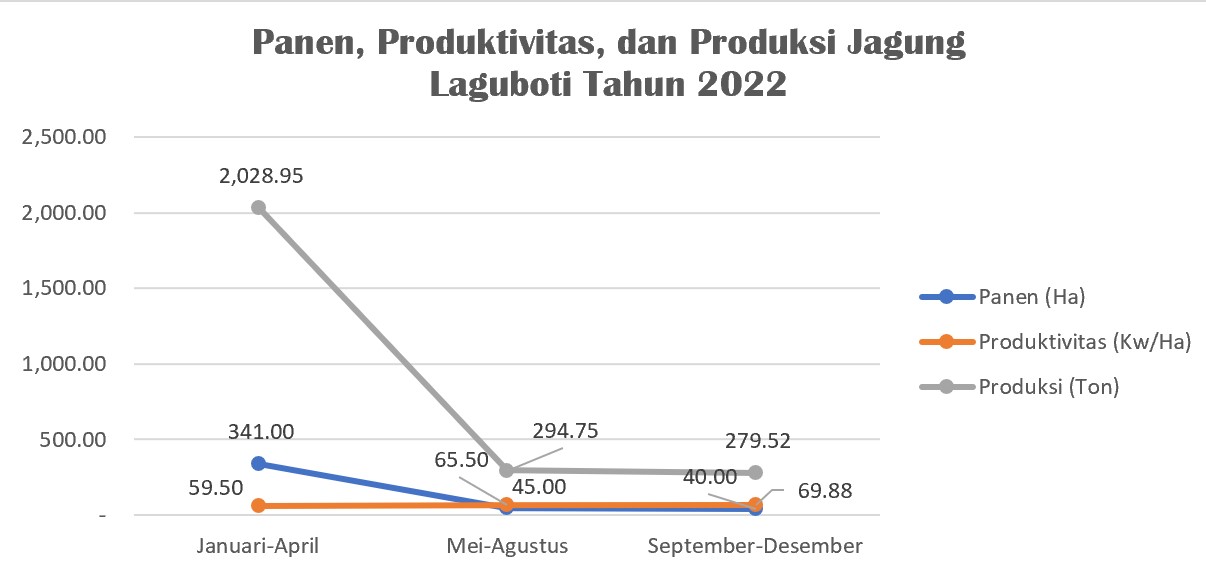 Panen, Produktivitas, dan Produksi Jagung
Laguboti Tahun 2022
2,500.00
2,000.00
1,500.00
1,000.00
500.00
-
2,028.95
341.00
59.50
294.75
65.50
45.00
279.52
40.00
69.88
Januari-April
Mei-Agustus
September-Desember
Panen (Ha)
Produktivitas (Kw/Ha)
Produksi (Ton)